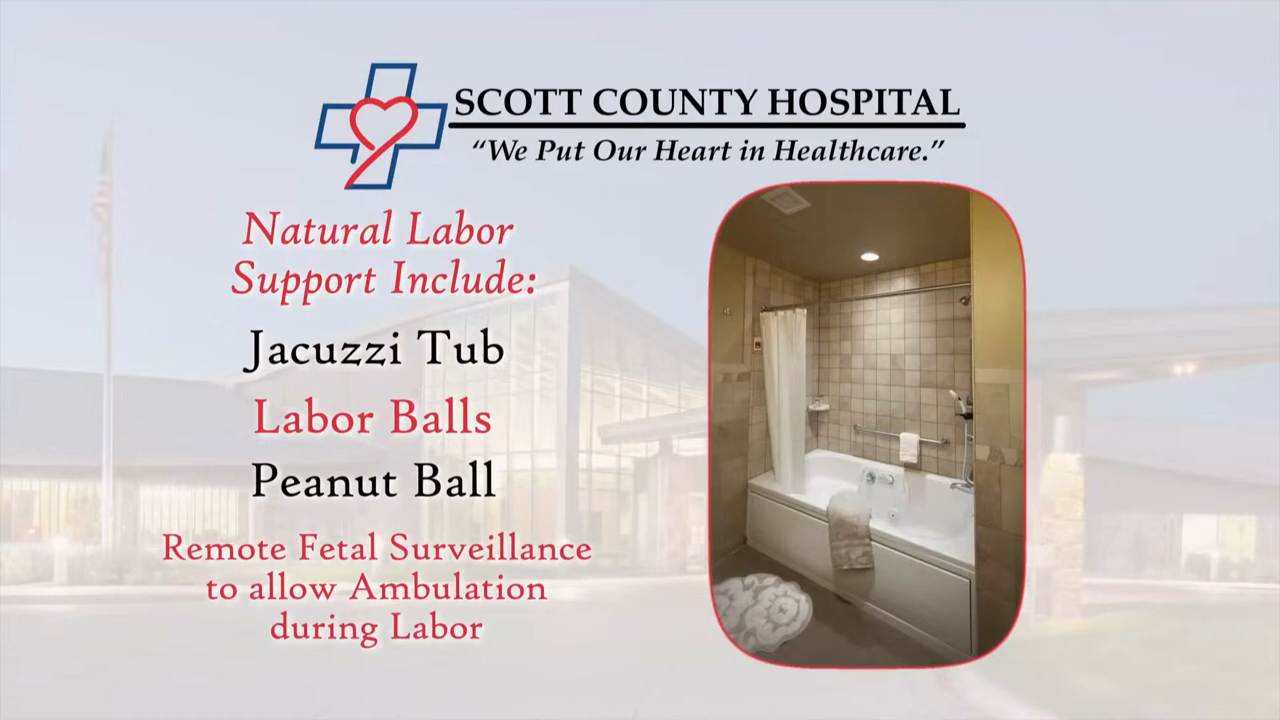 SCOTT COUNTY HOSPITAL
“We Put Our Heart in Healthcare.”
Natural Labor
Support Include:
Jacuzzi Tub
Labor Balls
Peanut Ball
Remote Fetal Surveillance
to allow Ambulation
during Labor